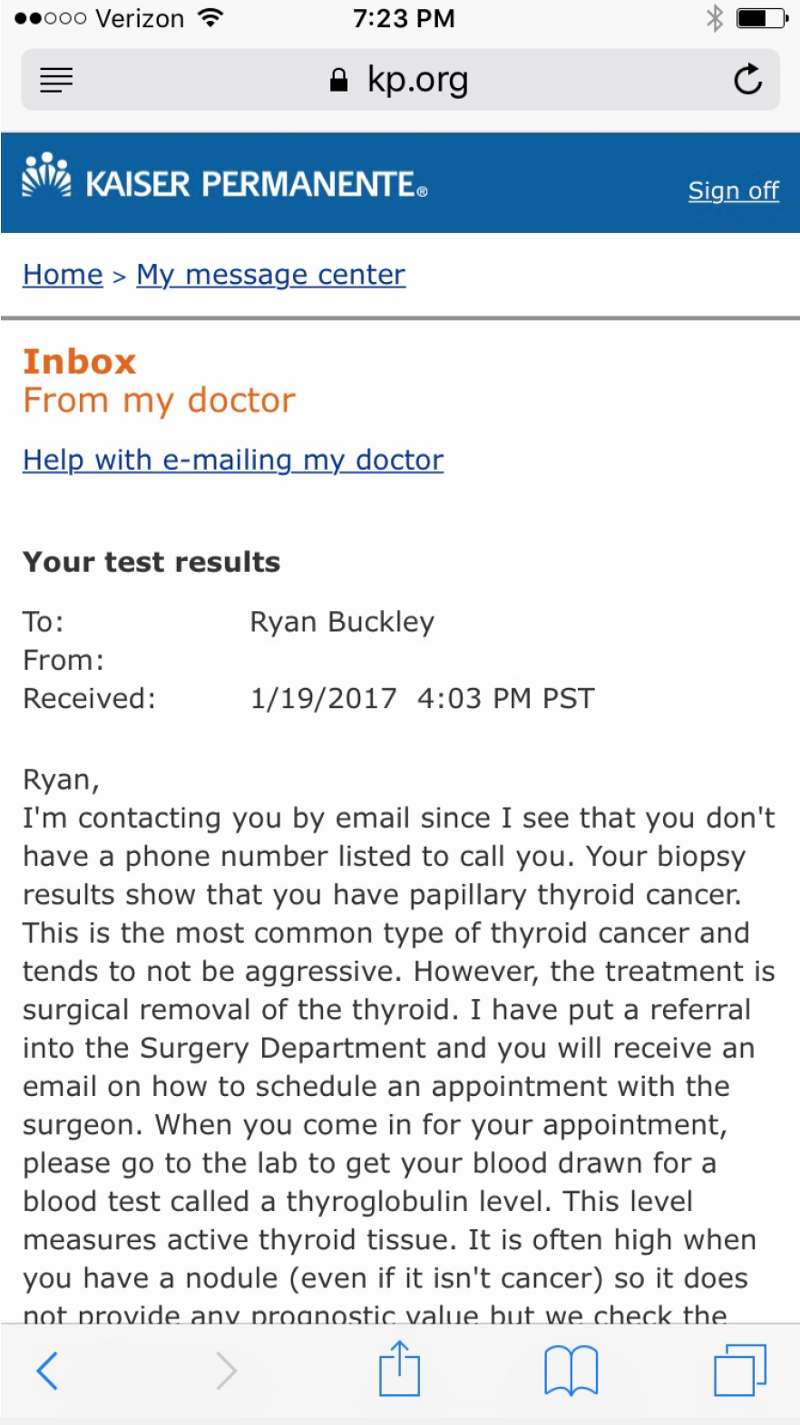 Verizon 7:23 PM
kp.org
KAISER PERMANENTE®
Sign off
Home > My message center
Inbox
From my doctor
Help with e-mailing my doctor
Your test results
To: Ryan Buckley
From:
Received: 1/19/2017 4:03 PM PST
Ryan,
I'm contacting you by email since I see that you don't
have a phone number listed to call you. Your biopsy
results show that you have papillary thyroid cancer.
This is the most common type of thyroid cancer and
tends to not be aggressive. However, the treatment is
surgical removal of the thyroid. I have put a referral
into the Surgery Department and you will receive an
email on how to schedule an appointment with the
surgeon. When you come in for your appointment,
please go to the lab to get your blood drawn for a
blood test called a thyroglobulin level. This level
measures active thyroid tissue. It is often high when
you have a nodule (even if it isn't cancer) so it does
not provide any prognostic value but we check the